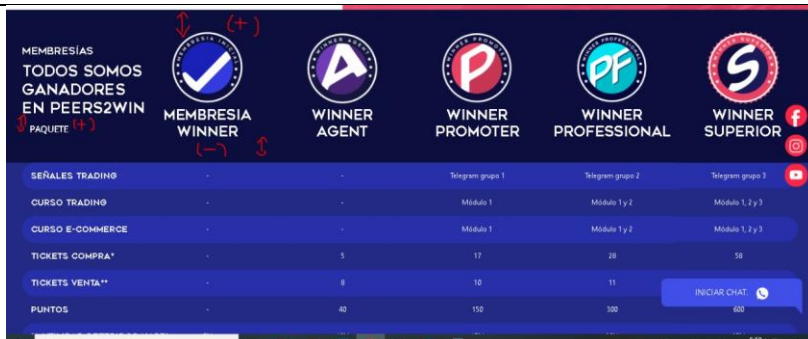 (+)
MEMBRESÍAS
TODOS SOMOS
GANADORES
EN PEERS2WIN
PAQUETE (+)
MEMBRESIA
WINNER
(-)
A
WINNER
AGENT
P
WINNER
PROMOTER
PF
WINNER
PROFESSIONAL
S
WINNER
SUPERIOR
SEÑALES TRADING - - Telegram grupo 1 Telegram grupo 2 Telegram grupo 3
CURSO TRADING - - Módulo 1 Módulo 1 y 2 Módulo 1, 2 y 3
CURSO E-COMMERCE - - Módulo 1 Módulo 1 y 2 Módulo 1, 2 y 3
TICKETS COMPRA* - 5 17 28 58
TICKETS VENTA** - 8 10 11
INICIAR CHAT.
PUNTOS - 40 150 300 600